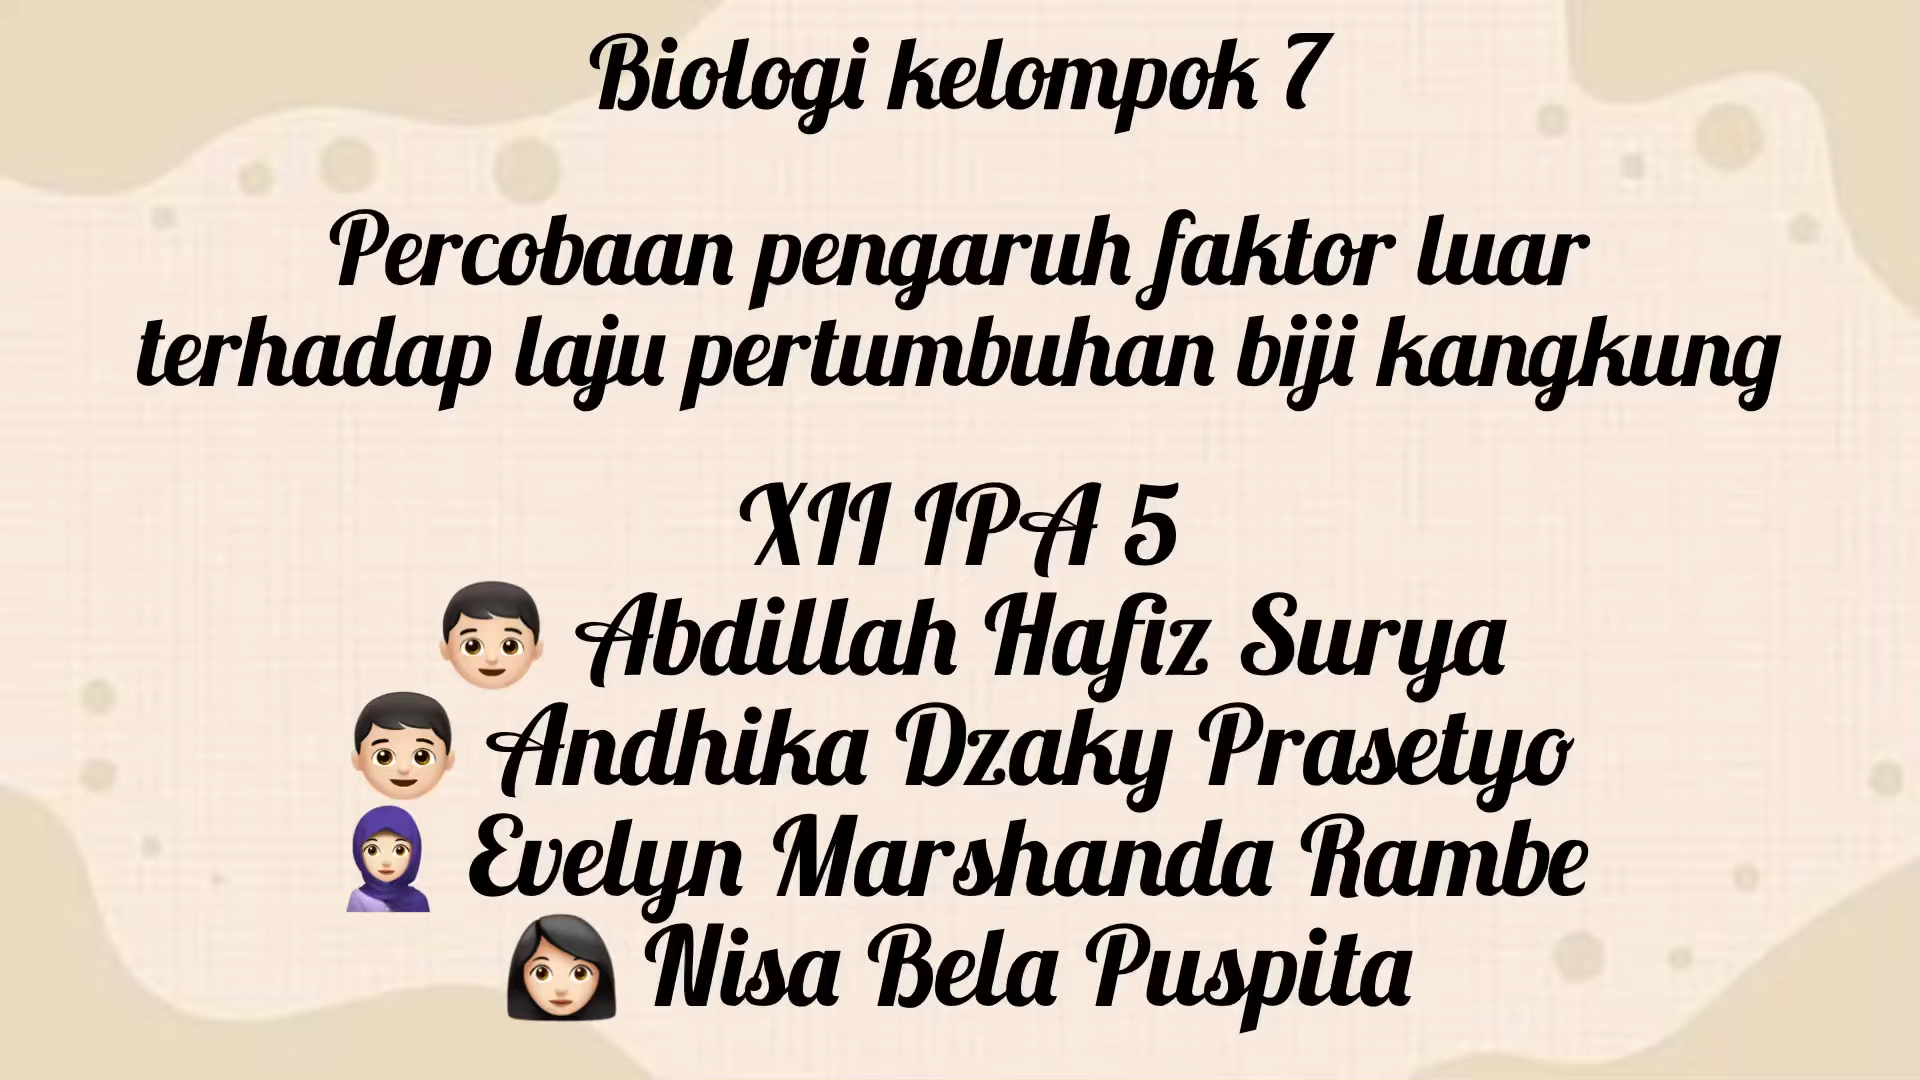 Biologi kelompok 7
Percobaan pengaruh faktor luar
terhadap laju pertumbuhan biji kangkung
XII IPA 5
Abdillah Hafiz Surya
Andhika Dzaky Prasetyo
Evelyn Marshanda Rambe
Nisa Bela Puspita